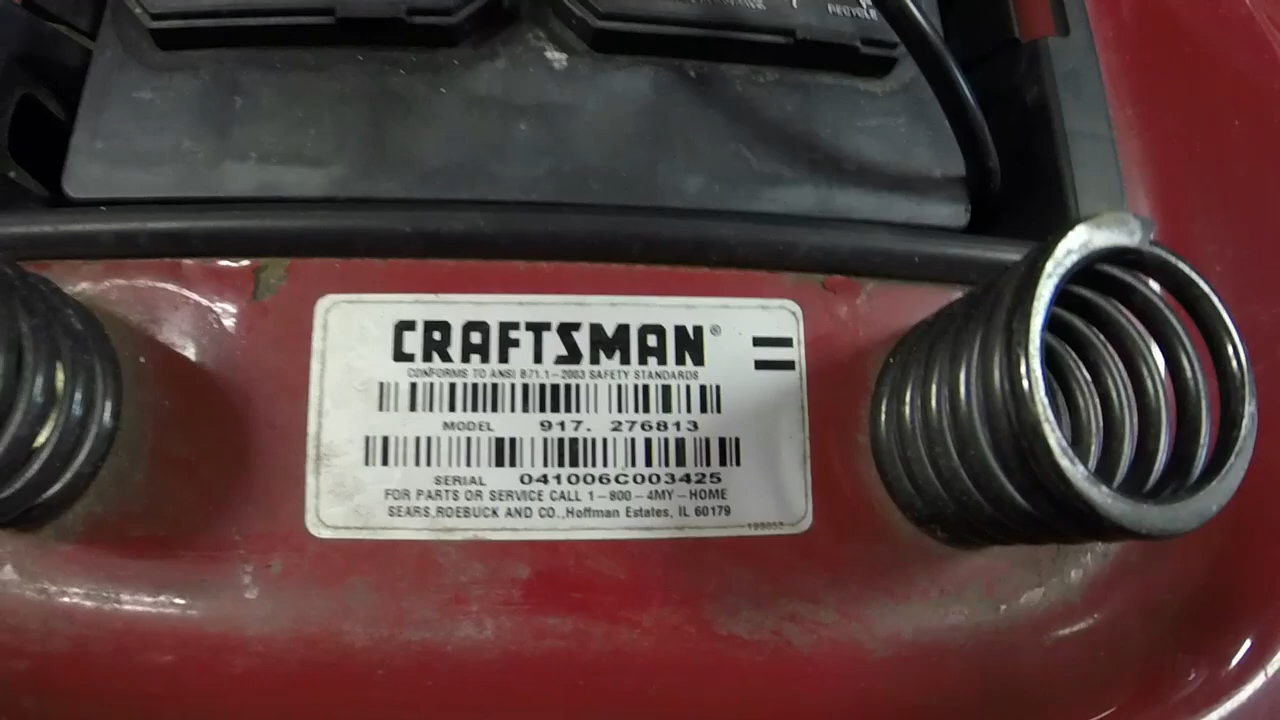 RECYCLE
CRAFTSMAN®
CONFORMS TO ANSI B71.1-2003 SAFETY STANDARDS
MODEL 917. 276813
SERIAL 041006C003425
FOR PARTS OR SERVICE CALL 1-800-4MY-HOME
SEARS,ROEBUCK AND CO.,Hoffman Estates, IL 60179